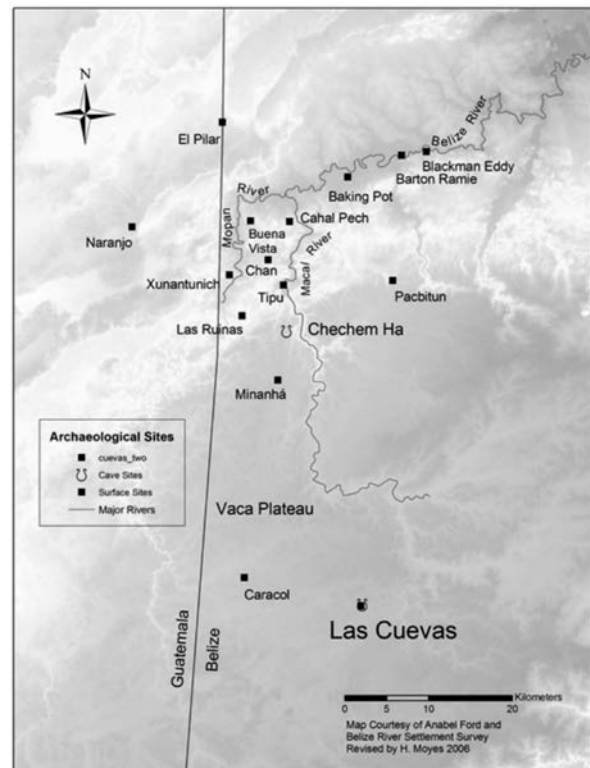 N
El Pilar
Belize River
Blackman Eddy
Barton Ramie
Baking Pot
River
Mopan
Cahal Pech
Buena
Vista
Naranjo
Macal
River
Chan
Xunantunich
Tipu
Pacbitun
Las Ruinas
Chechem Ha
Minanhá
Archaeological Sites
cuevas_two
Cave Sites
Surface Sites
Major Rivers
Vaca Plateau
Caracol
Las Cuevas
Guatemala
Belize
Kilometers
0 5 10 20
Map Courtesy of Anabel Ford and
Belize River Settlement Survey
Revised by H. Moyes 2006